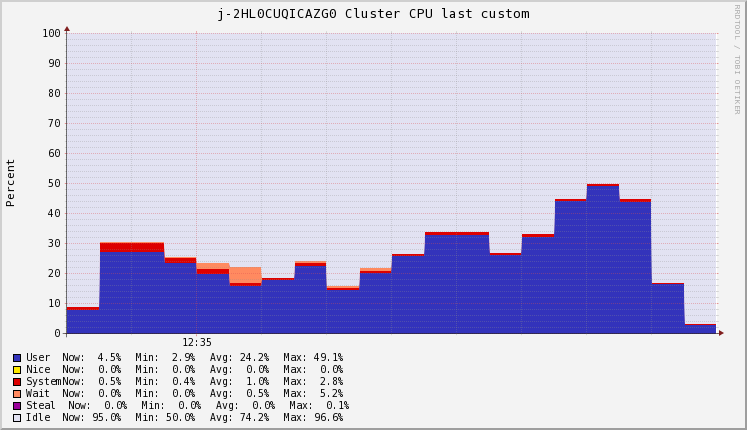 j-2HL0CUQICAZG0 Cluster CPU last custom
RRDTOOL / TOBI OETIKER
Percent
100
90
80
70
60
50
40
30
20
10
0
12:35
User Now: 4.5% Min: 2.9% Avg: 24.2% Max: 49.1%
Nice Now: 0.0% Min: 0.0% Avg: 0.0% Max: 0.0%
System Now: 0.5% Min: 0.4% Avg: 1.0% Max: 2.8%
Wait Now: 0.0% Min: 0.0% Avg: 0.5% Max: 5.2%
Steal Now: 0.0% Min: 0.0% Avg: 0.0% Max: 0.1%
Idle Now: 95.0% Min: 50.0% Avg: 74.2% Max: 96.6%